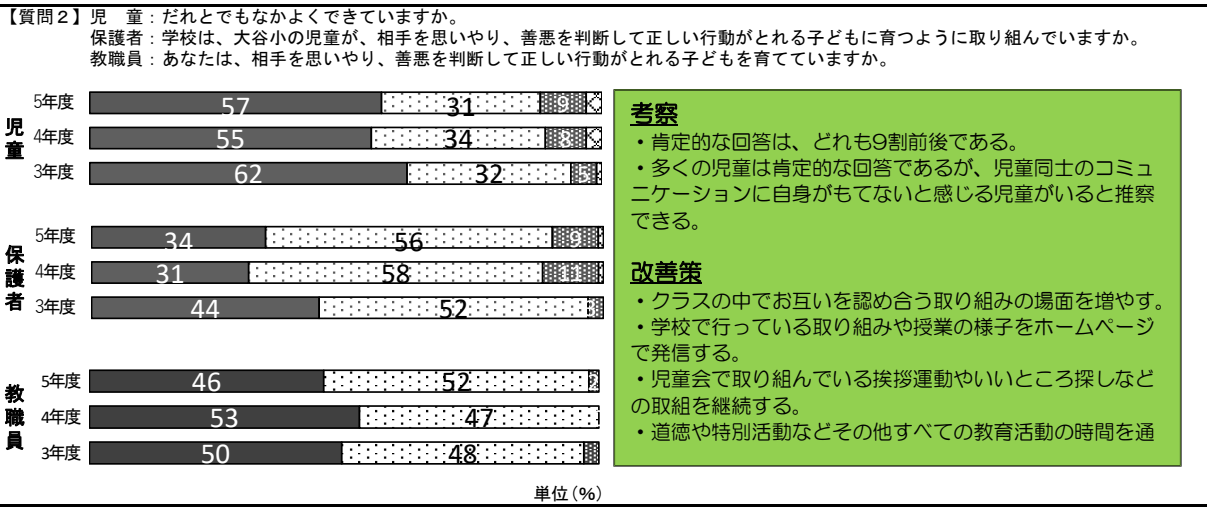 【質問２】児　童：だれとでもなかよくできていますか。
保護者：学校は、大谷小の児童が、相手を思いやり、善悪を判断して正しい行動がとれる子どもに育つように取り組んでいますか。
教職員：あなたは、相手を思いやり、善悪を判断して正しい行動がとれる子どもを育てていますか。
児童
5年度 57 31 9
4年度 55 34 8
3年度 62 32 5
保護者
5年度 34 56 9
4年度 31 58 11
3年度 44 52
教職員
5年度 46 52 2
4年度 53 47
3年度 50 48
単位(%)
考察
・肯定的な回答は、どれも9割前後である。
・多くの児童は肯定的な回答であるが、児童同士のコミュ
ニケーションに自身がもてないと感じる児童がいると推察
できる。
改善策
・クラスの中でお互いを認め合う取り組みの場面を増やす。
・学校で行っている取り組みや授業の様子をホームページ
で発信する。
・児童会で取り組んでいる挨拶運動やいいところ探しなど
の取組を継続する。
・道徳や特別活動などその他すべての教育活動の時間を通